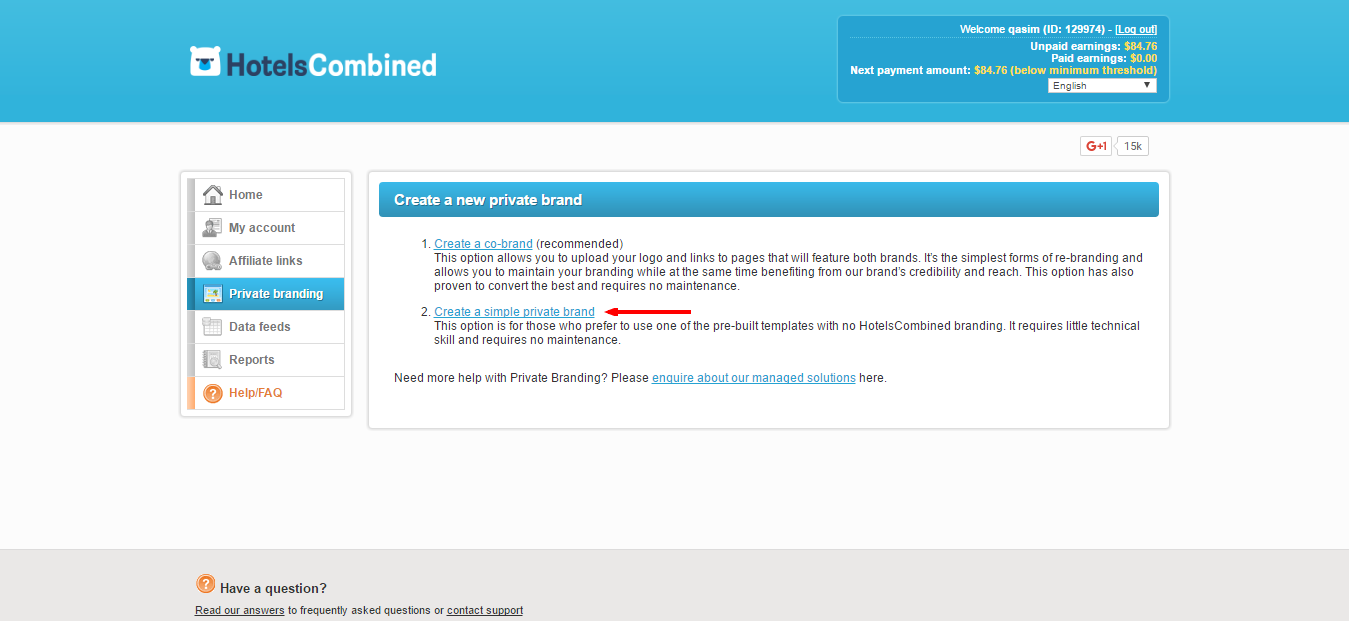 HotelsCombined
Welcome qasim (ID: 129974) - [Log out]
Unpaid earnings: $84.76
Paid earnings: $0.00
Next payment amount: $84.76 (below minimum threshold)
English
G+1 15k
Home
My account
Affiliate links
Private branding
Data feeds
Reports
Help/FAQ
Create a new private brand
1. Create a co-brand (recommended)
This option allows you to upload your logo and links to pages that will feature both brands. It's the simplest forms of re-branding and
allows you to maintain your branding while at the same time benefiting from our brand's credibility and reach. This option has also
proven to convert the best and requires no maintenance.
2. Create a simple private brand
This option is for those who prefer to use one of the pre-built templates with no HotelsCombined branding. It requires little technical
skill and requires no maintenance.
Need more help with Private Branding? Please enquire about our managed solutions here.
? Have a question?
Read our answers to frequently asked questions or contact support